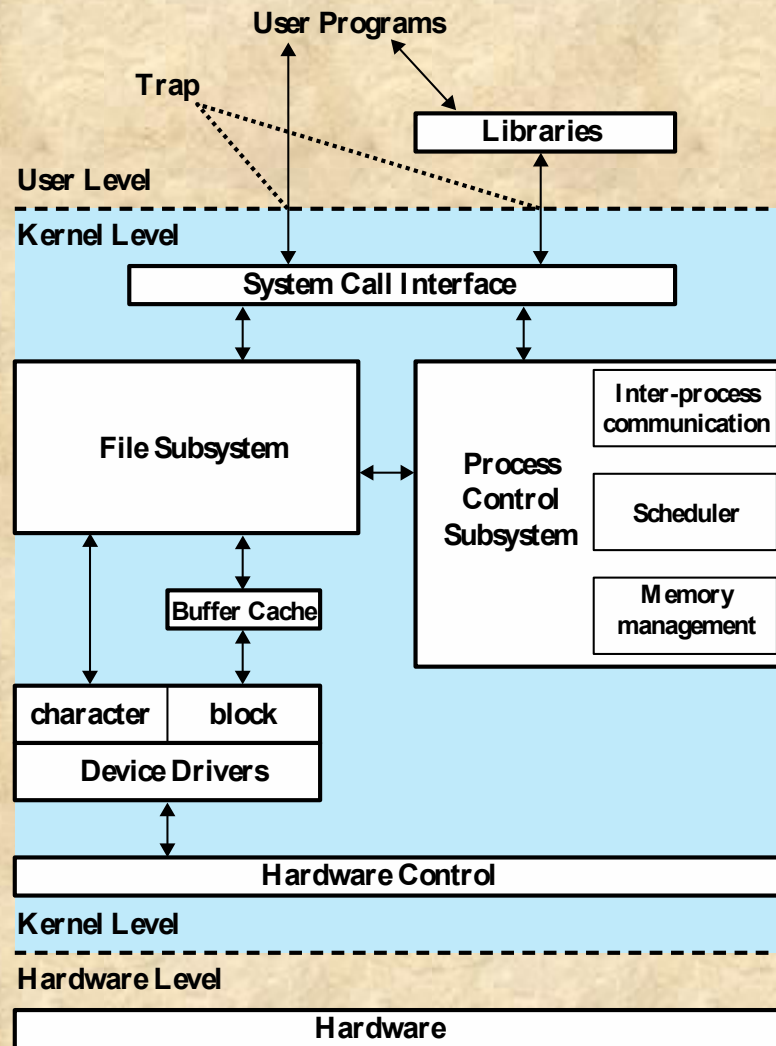 User Programs
Trap
Libraries
User Level
Kernel Level
System Call Interface
File Subsystem
Process
Control
Subsystem
Inter-process
communication
Scheduler
Memory
management
Buffer Cache
character
block
Device Drivers
Hardware Control
Kernel Level
Hardware Level
Hardware